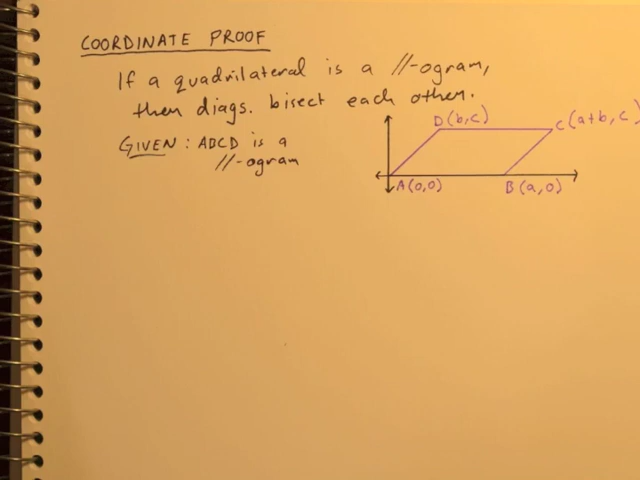 COORDINATE PROOF
If a quadrilateral is a //-ogram,
then diags. bisect each other.
GIVEN: ABCD is a
//-ogram
D(b,c)
C(a+b, c)
A(0,0)
B(a,0)